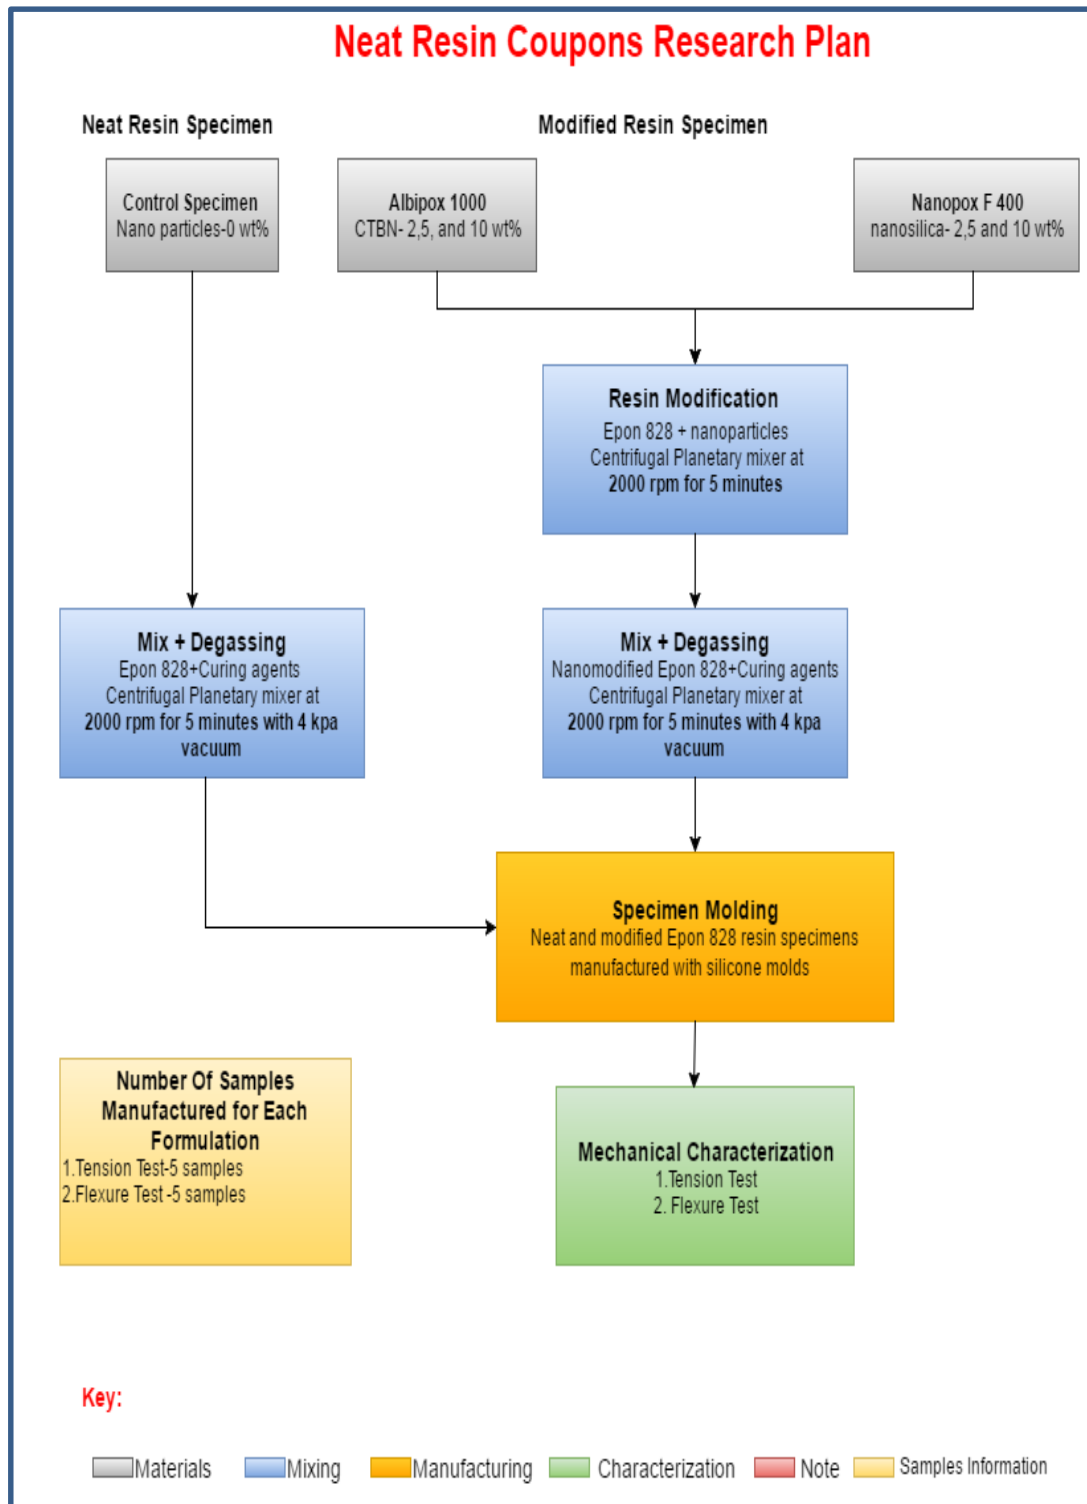 Neat Resin Coupons Research Plan
Neat Resin Specimen
Modified Resin Specimen
Control Specimen
Nano particles-0 wt%
Albipox 1000
CTBN- 2,5, and 10 wt%
Nanopox F 400
nanosilica- 2,5 and 10 wt%
Resin Modification
Epon 828 + nanoparticles
Centrifugal Planetary mixer at
2000 rpm for 5 minutes
Mix + Degassing
Epon 828+Curing agents
Centrifugal Planetary mixer at
2000 rpm for 5 minutes with 4 kpa
vacuum
Mix + Degassing
Nanomodified Epon 828+Curing agents
Centrifugal Planetary mixer at
2000 rpm for 5 minutes with 4 kpa
vacuum
Specimen Molding
Neat and modified Epon 828 resin specimens
manufactured with silicone molds
Number Of Samples
Manufactured for Each
Formulation
1.Tension Test-5 samples
2.Flexure Test -5 samples
Mechanical Characterization
1.Tension Test
2. Flexure Test
Key:
Materials
Mixing
Manufacturing
Characterization
Note
Samples Information